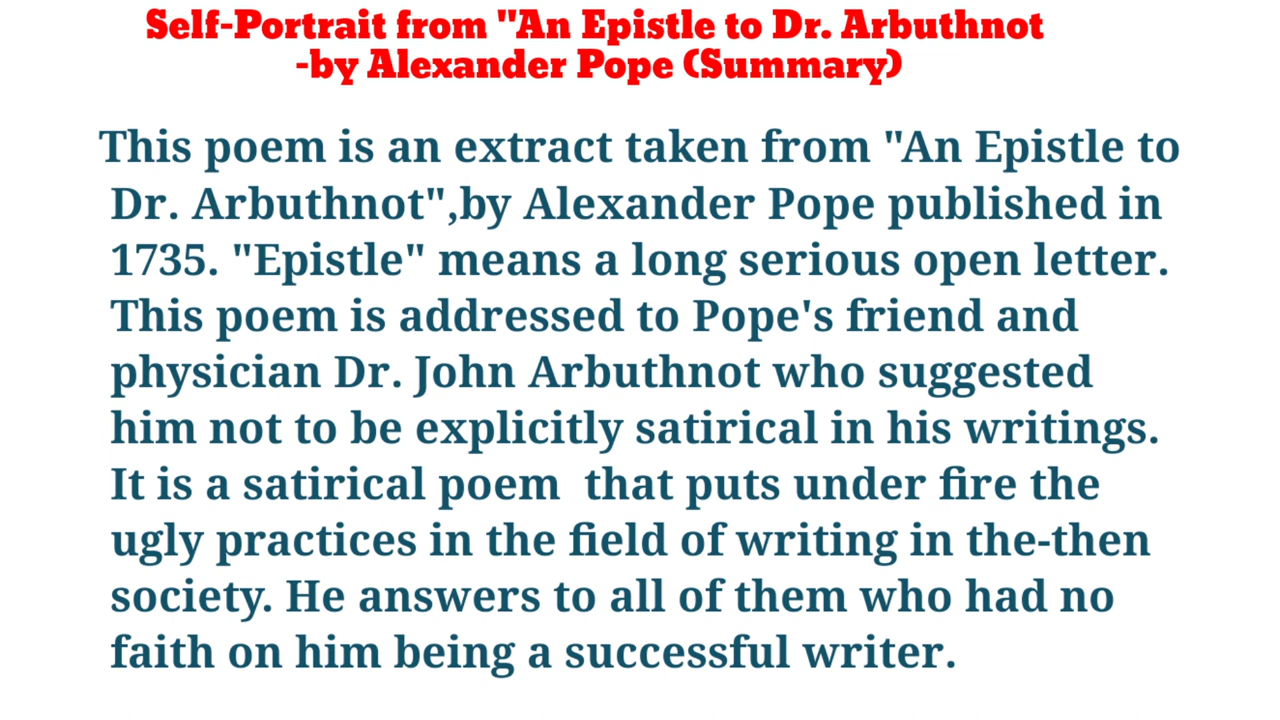 Self-Portrait from "An Epistle to Dr. Arbuthnot
-by Alexander Pope (Summary)
This poem is an extract taken from "An Epistle to
Dr. Arbuthnot",by Alexander Pope published in
1735. "Epistle" means a long serious open letter.
This poem is addressed to Pope's friend and
physician Dr. John Arbuthnot who suggested
him not to be explicitly satirical in his writings.
It is a satirical poem  that puts under fire the
ugly practices in the field of writing in the-then
society. He answers to all of them who had no
faith on him being a successful writer.